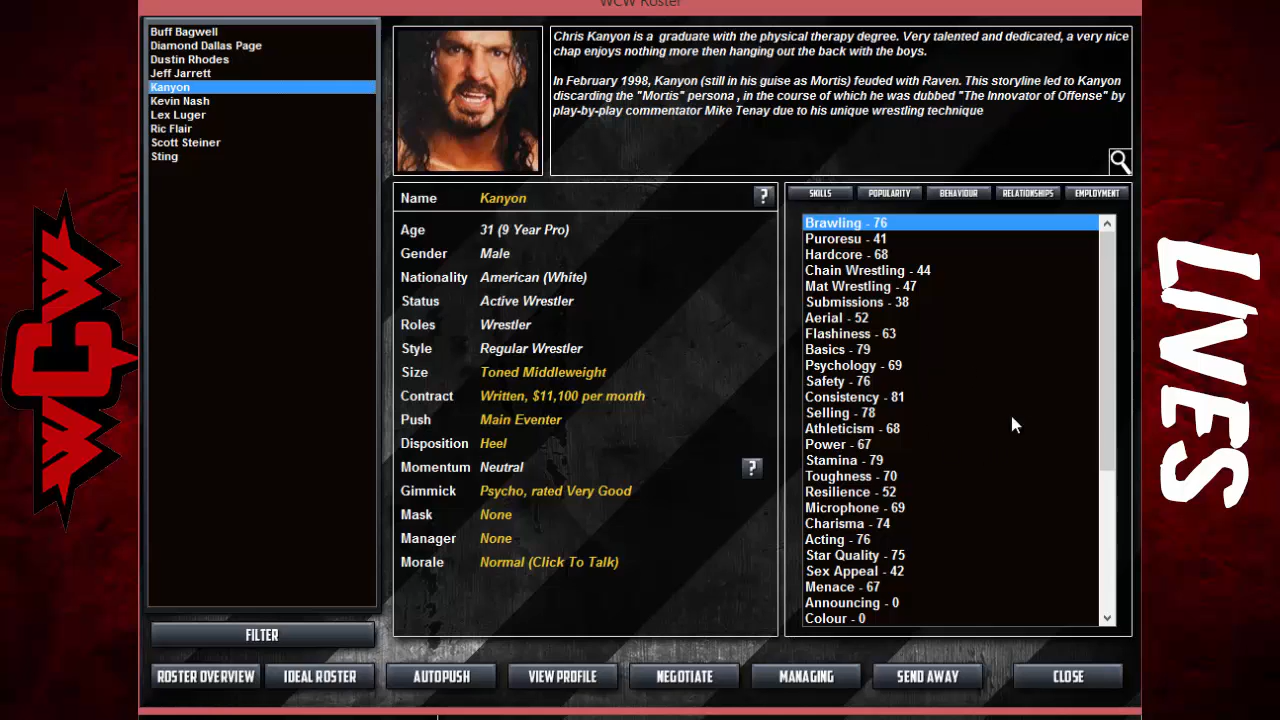 WCW Roster
Buff Bagwell
Diamond Dallas Page
Dustin Rhodes
Jeff Jarrett
Kanyon
Kevin Nash
Lex Luger
Ric Flair
Scott Steiner
Sting
Chris Kanyon is a graduate with the physical therapy degree. Very talented and dedicated, a very nice
chap enjoys nothing more then hanging out the back with the boys.
In February 1998, Kanyon (still in his guise as Mortis) feuded with Raven. This storyline led to Kanyon
discarding the "Mortis" persona , in the course of which he was dubbed "The Innovator of Offense" by
play-by-play commentator Mike Tenay due to his unique wrestling technique
Name Kanyon ?
Age 31 (9 Year Pro)
Gender Male
Nationality American (White)
Status Active Wrestler
Roles Wrestler
Style Regular Wrestler
Size Toned Middleweight
Contract Written, $11,100 per month
Push Main Eventer
Disposition Heel
Momentum Neutral ?
Gimmick Psycho, rated Very Good
Mask None
Manager None
Morale Normal (Click To Talk)
SKILLS POPULARITY BEHAVIOUR RELATIONSHIPS EMPLOYMENT
Brawling - 76
Puroresu - 41
Hardcore - 68
Chain Wrestling - 44
Mat Wrestling - 47
Submissions - 38
Aerial - 52
Flashiness - 63
Basics - 79
Psychology - 69
Safety - 76
Consistency - 81
Selling - 78
Athleticism - 68
Power - 67
Stamina - 79
Toughness - 70
Resilience - 52
Microphone - 69
Charisma - 74
Acting - 76
Star Quality - 75
Sex Appeal - 42
Menace - 67
Announcing - 0
Colour - 0
FILTER
ROSTER OVERVIEW IDEAL ROSTER AUTOPUSH VIEW PROFILE NEGOTIATE MANAGING SEND AWAY CLOSE
WCW
LIVES